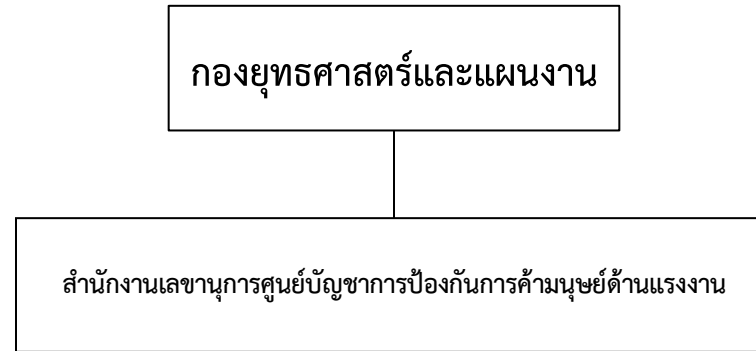 กองยุทธศาสตร์และแผนงาน
สำนักงานเลขานุการศูนย์บัญชาการป้องกันการค้ามนุษย์ด้านแรงงาน